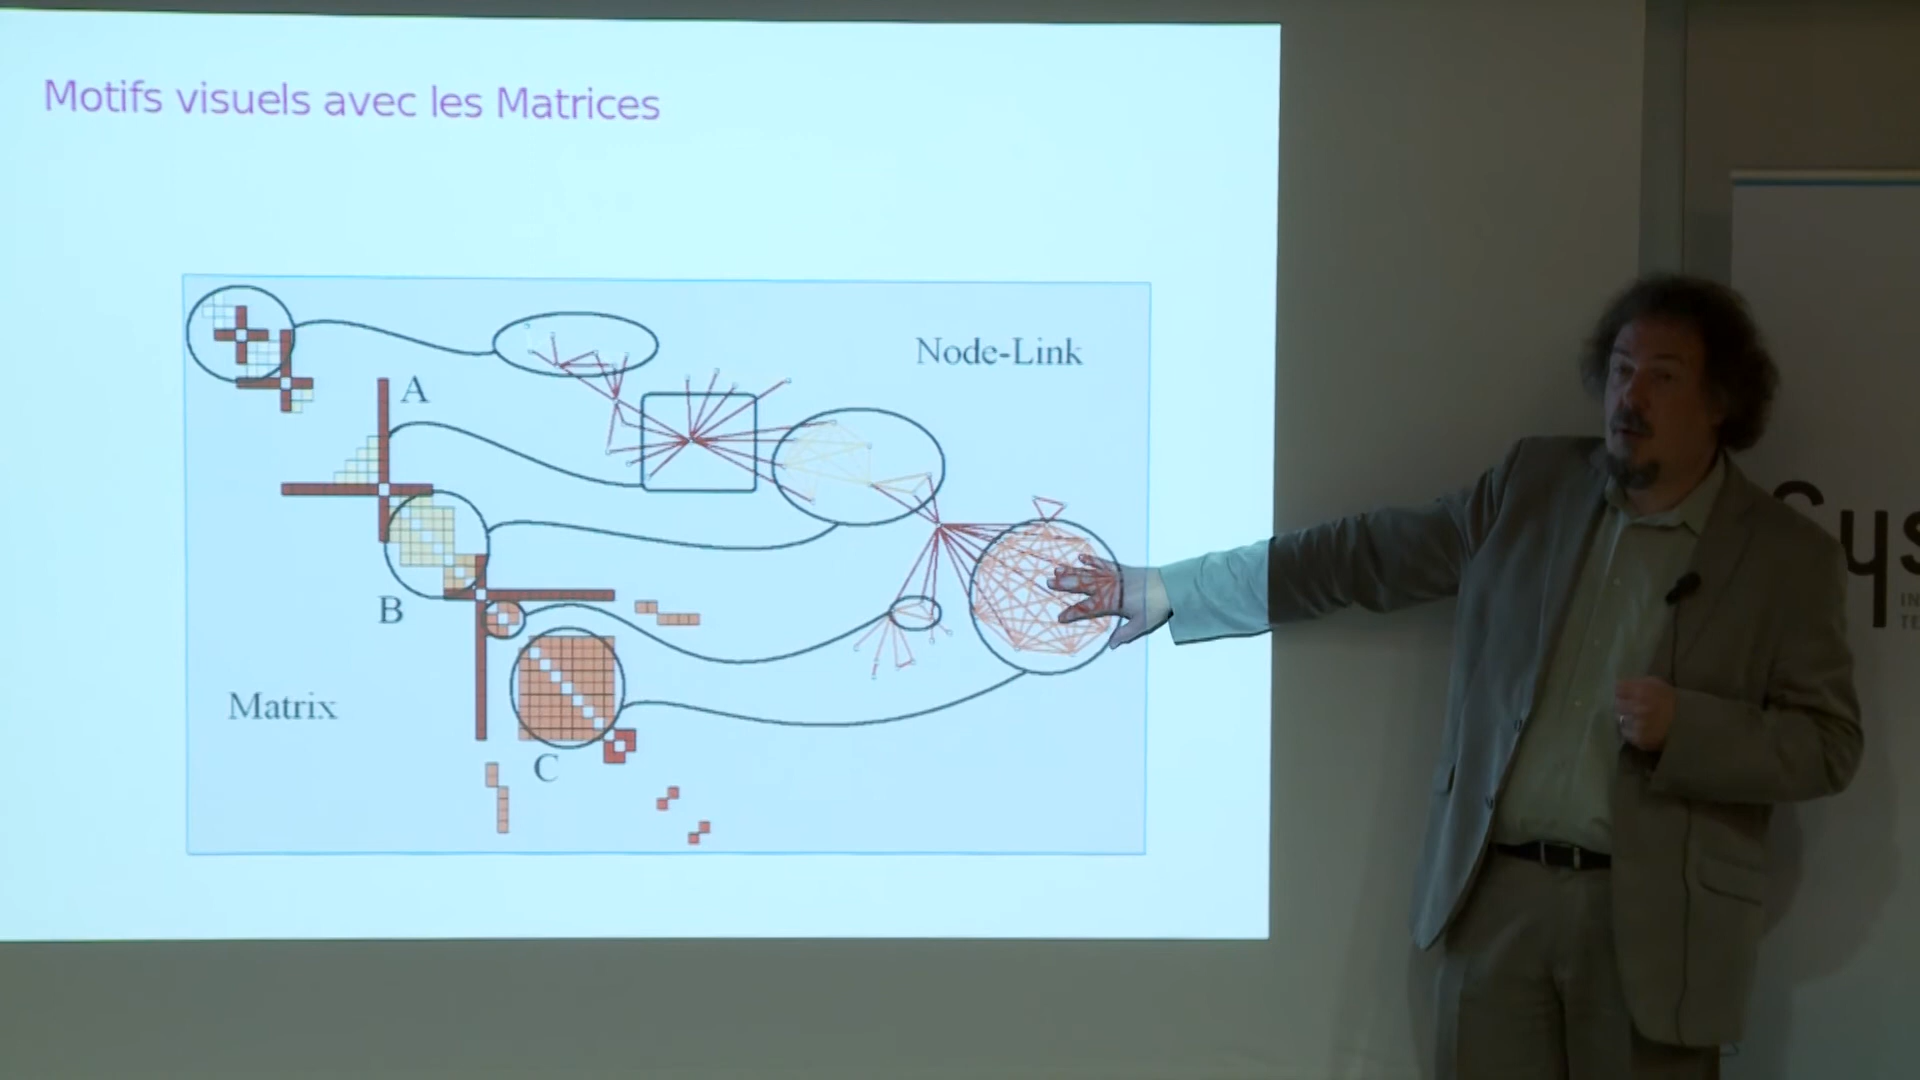 Motifs visuels avec les Matrices
Node-Link
A
B
Matrix
C